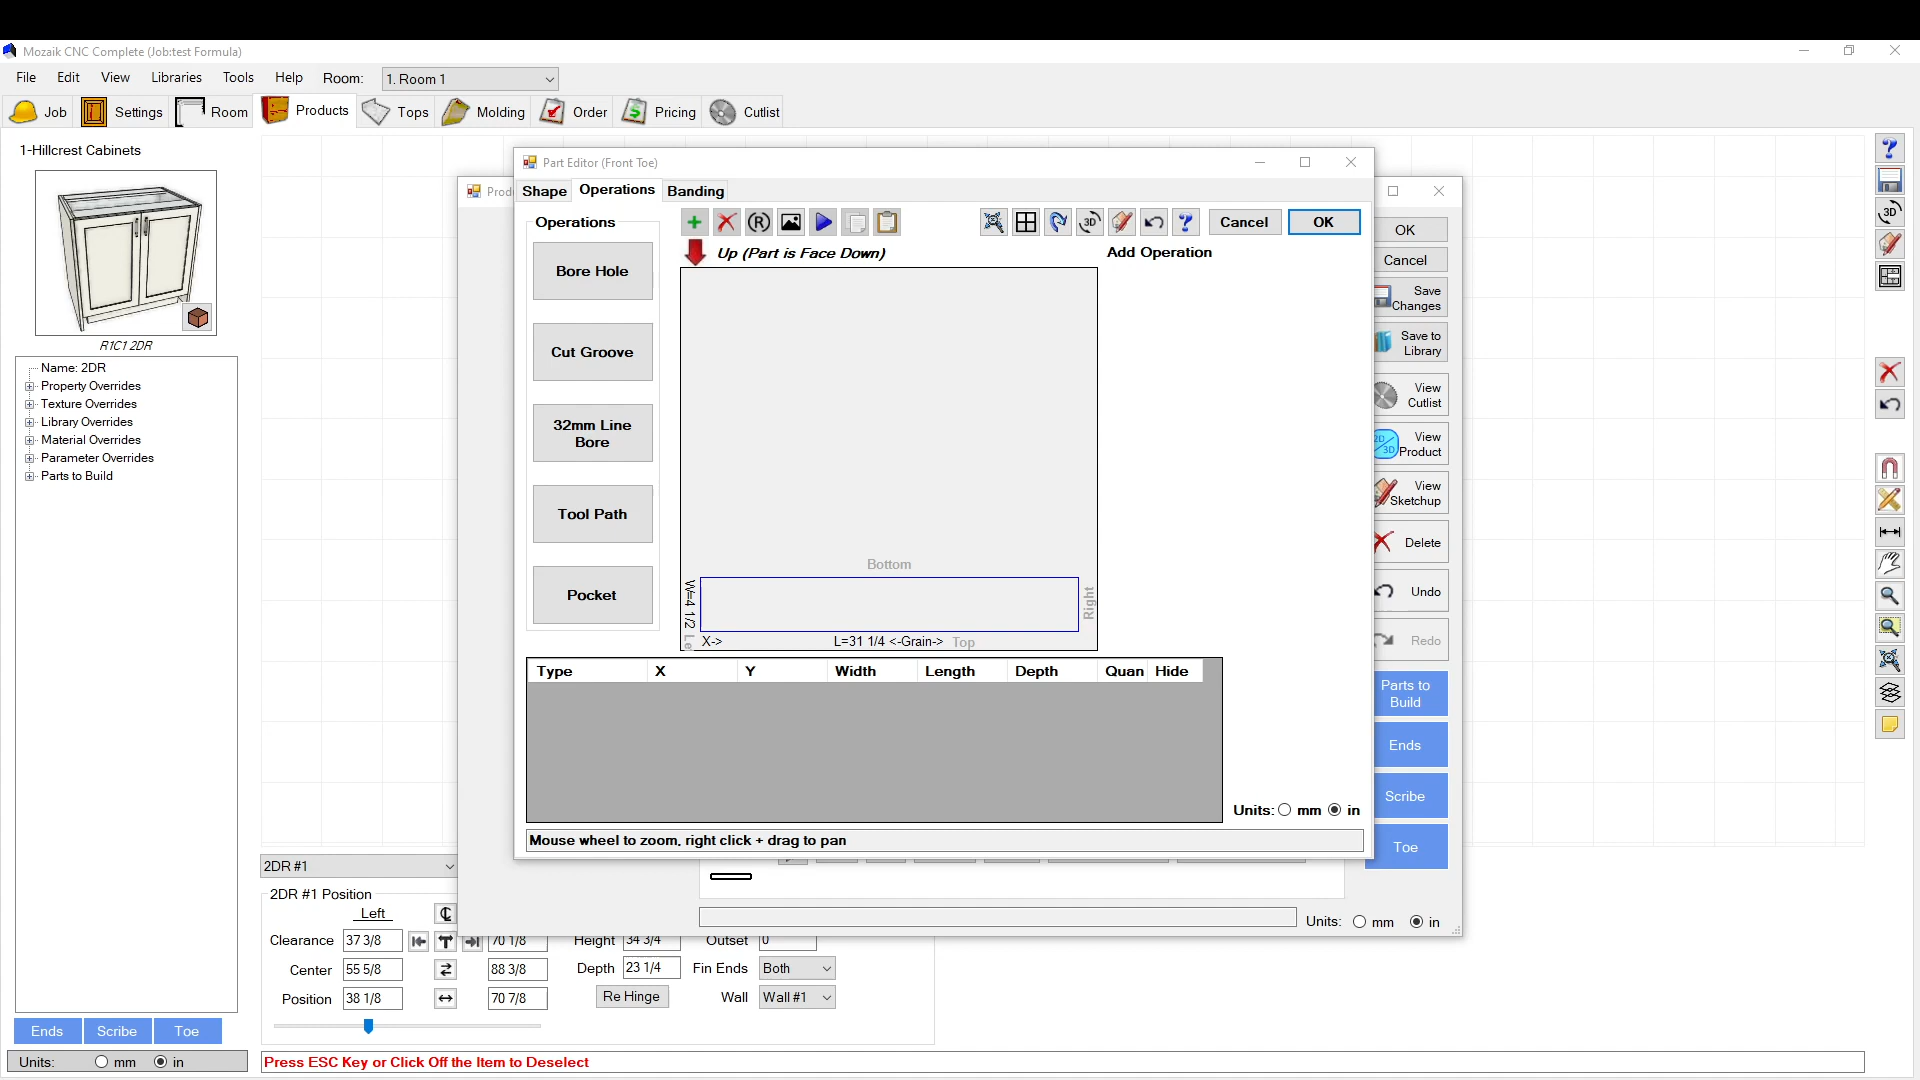 Mozaik CNC Complete (Job:test Formula)
File Edit View Libraries Tools Help Room: 1. Room 1
Job Settings Room Products Tops Molding Order Pricing Cutlist
1-Hillcrest Cabinets
R1C1 2DR
Name: 2DR
Property Overrides
Texture Overrides
Library Overrides
Material Overrides
Parameter Overrides
Parts to Build
Ends Scribe Toe
Units: mm in
Part Editor (Front Toe)
Shape Operations Molding Banding
Operations
Bore Hole
Cut Groove
32mm Line
Bore
Tool Path
Pocket
R
3D
?
Cancel OK
Up (Part is Face Down)
Add Operation
Bottom
W=4 1/2
Le
Right
X-> L=31 1/4 <-Grain-> Top
Type X Y Width Length Depth Quan Hide
Units: mm in
Mouse wheel to zoom, right click + drag to pan
Prod
OK
Cancel
Save
Changes
Save to
Library
View
Cutlist
2D
3D
View
Product
View
Sketchup
Delete
Undo
Redo
Parts to
Build
Ends
Scribe
Toe
Units: mm in
?
3D
2DR #1
2DR #1 Position
Left
Clearance 37 3/8 70 1/8 Height 34 3/4 Outset 0
Center 55 5/8 88 3/8 Depth 23 1/4 Fin Ends Both
Position 38 1/8 70 7/8 Re Hinge Wall Wall #1
Press ESC Key or Click Off the Item to Deselect